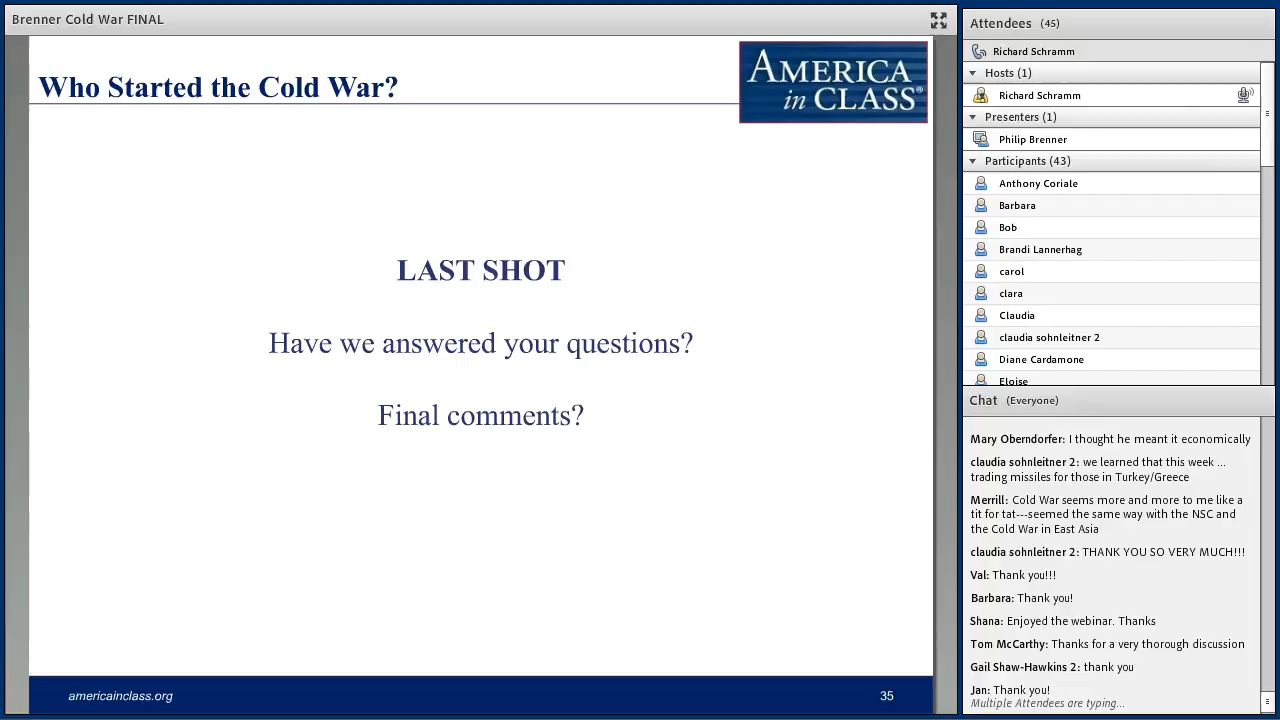 Brenner Cold War FINAL
Who Started the Cold War?
AMERICA
in CLASS®
LAST SHOT
Have we answered your questions?
Final comments?
americainclass.org
35
Attendees (45)
Richard Schramm
Hosts (1)
Richard Schramm
Presenters (1)
Philip Brenner
Participants (43)
Anthony Coriale
Barbara
Bob
Brandi Lannerhag
carol
clara
Claudia
claudia sohnleitner 2
Diane Cardamone
Eloise
Chat (Everyone)
Mary Oberndorfer: I thought he meant it economically
claudia sohnleitner 2: we learned that this week ...
trading missiles for those in Turkey/Greece
Merrill: Cold War seems more and more to me like a
tit for tat---seemed the same way with the NSC and
the Cold War in East Asia
claudia sohnleitner 2: THANK YOU SO VERY MUCH!!!
Val: Thank you!!!
Barbara: Thank you!
Shana: Enjoyed the webinar. Thanks
Tom McCarthy: Thanks for a very thorough discussion
Gail Shaw-Hawkins 2: thank you
Jan: Thank you!
Multiple Attendees are typing...